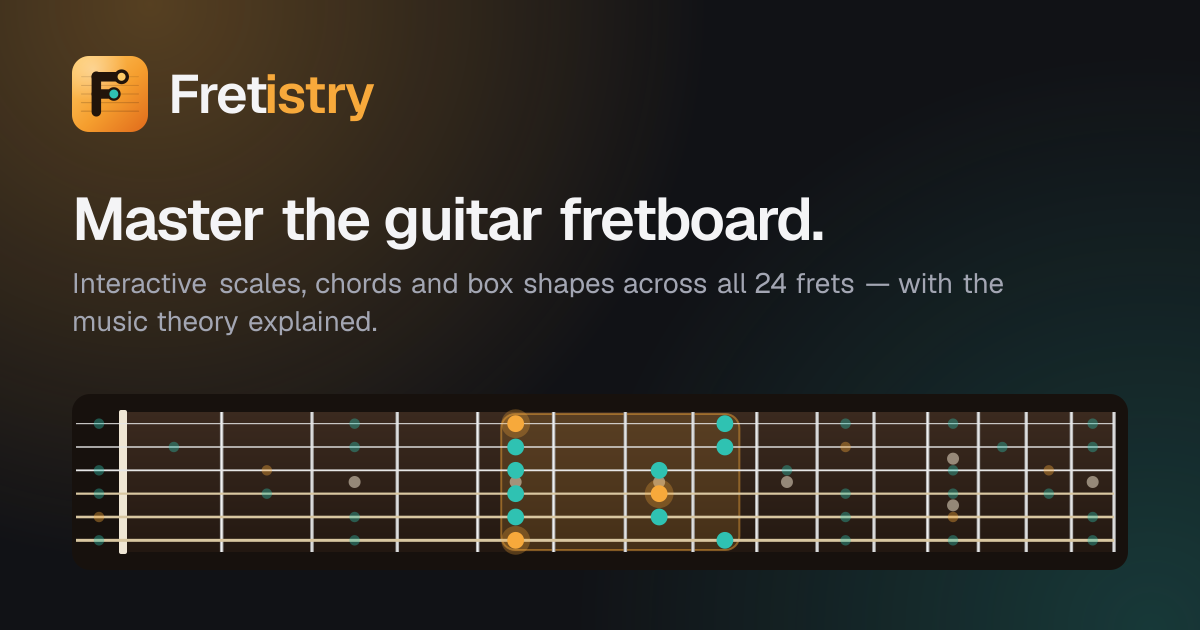 Fretistry
Master the guitar fretboard.
Interactive scales, chords and box shapes across all 24 frets — with the
music theory explained.